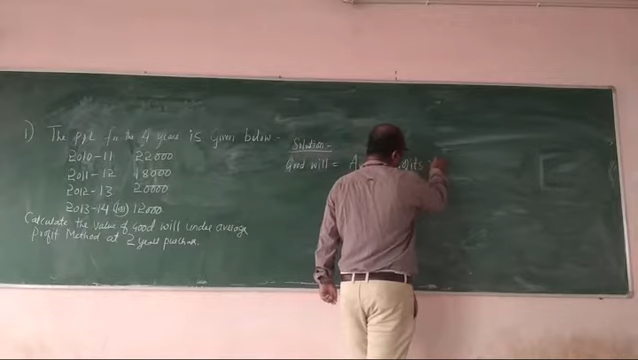 1) The profit for the 4 years is given below -
2010-11 22000
2011-12 18000
2012-13 20000
2013-14 (loss) 12000
Calculate the value of good will under average
profit Method at 2 years purchase.
Solution -
Good will = A